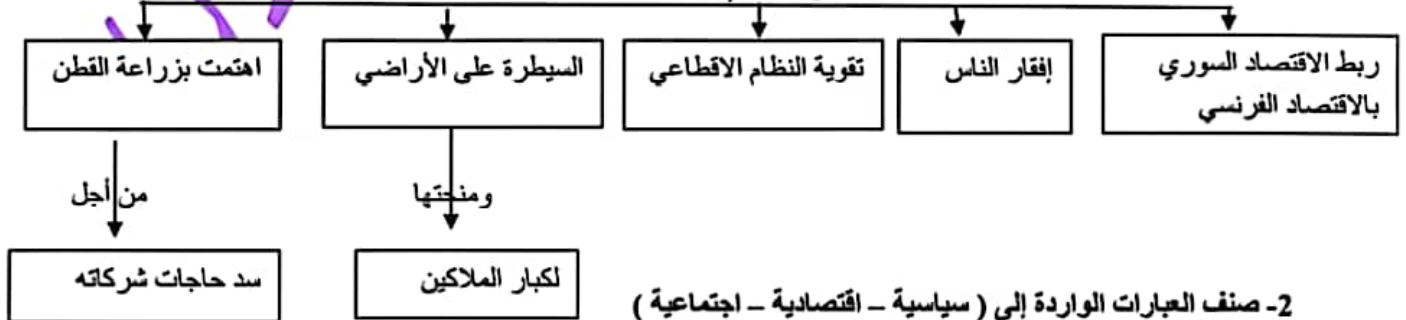 ربط الاقتصاد السوري
بالاقتصاد الفرنسي
إفقار الناس
تقوية النظام الاقطاعي
السيطرة على الأراضي
اهتمت بزراعة القطن
ومنحتها
من أجل
لكبار الملاكين
سد حاجات شركاته
2- صنف العبارات الواردة إلى ( سياسية – اقتصادية – اجتماعية )